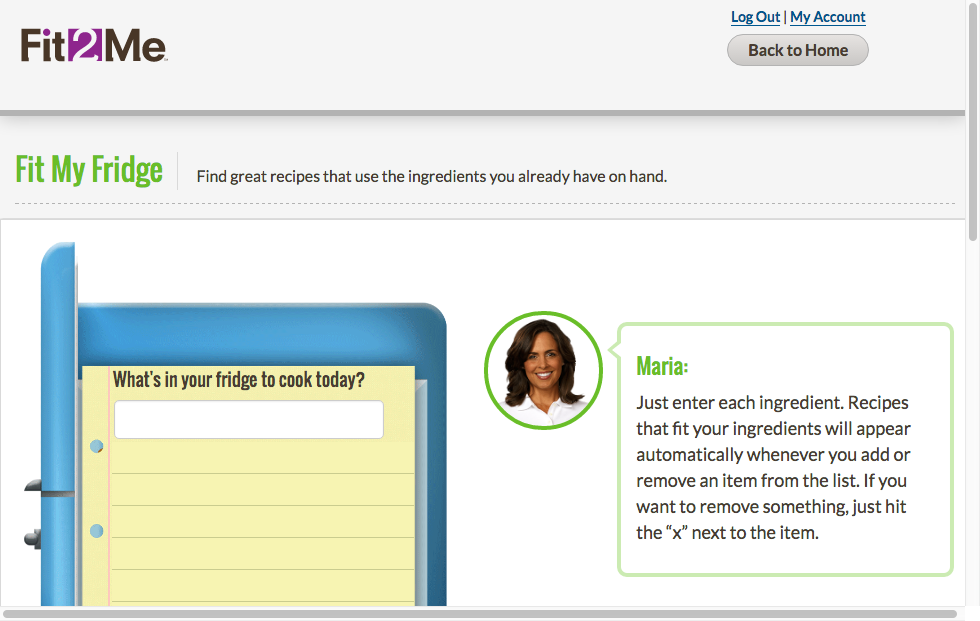 Log Out | My Account
Fit2Me
Back to Home
Fit My Fridge
Find great recipes that use the ingredients you already have on hand.
What's in your fridge to cook today?
Maria:
Just enter each ingredient. Recipes
that fit your ingredients will appear
automatically whenever you add or
remove an item from the list. If you
want to remove something, just hit
the “x” next to the item.